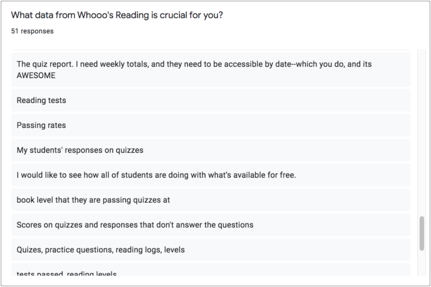 What data from Whooo's Reading is crucial for you?
51 responses
The quiz report. I need weekly totals, and they need to be accessible by date--which you do, and its
AWESOME
Reading tests
Passing rates
My students' responses on quizzes
I would like to see how all of students are doing with what's available for free.
book level that they are passing quizzes at
Scores on quizzes and responses that don't answer the questions
Quizes, practice questions, reading logs, levels
tests passed, reading levels